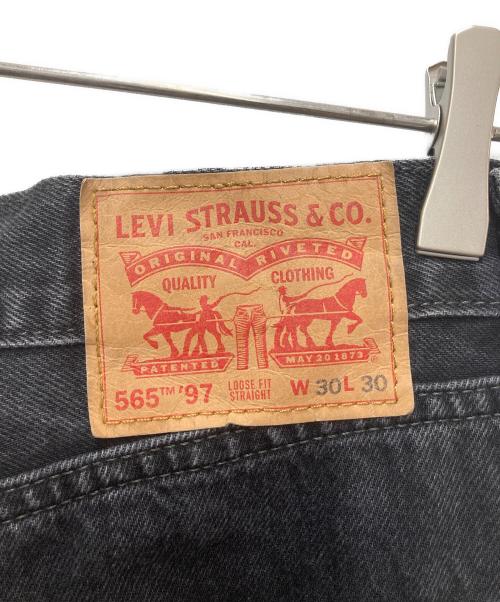 LEVI STRAUSS & CO.
SAN FRANCISCO
CAL.
ORIGINAL RIVETED
QUALITY CLOTHING
PATENTED MAY 20 1873
565™ '97 LOOSE FIT STRAIGHT W 30 L 30